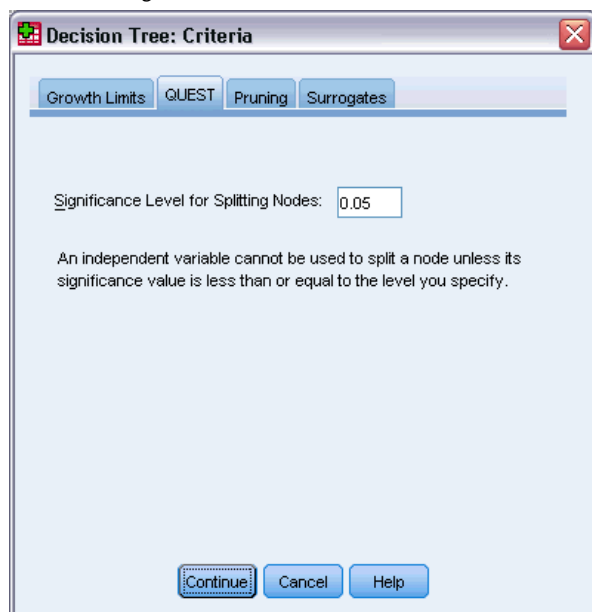 Decision Tree: Criteria
Growth Limits QUEST Pruning Surrogates
Significance Level for Splitting Nodes: 0.05
An independent variable cannot be used to split a node unless its
significance value is less than or equal to the level you specify.
Continue Cancel Help